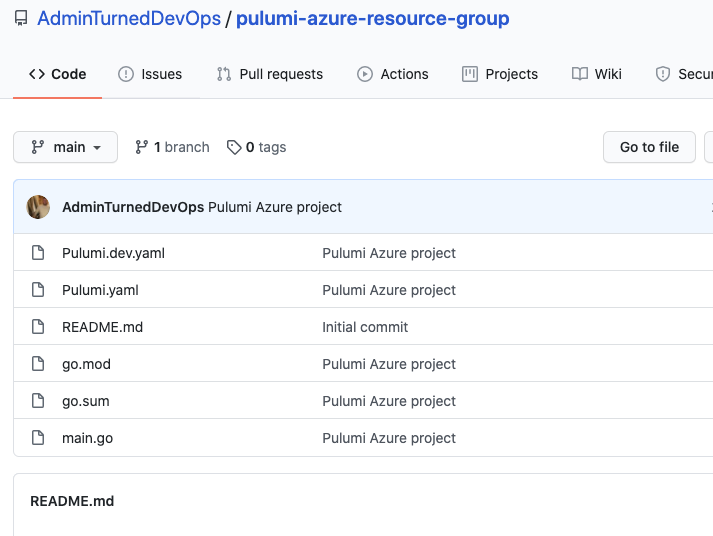 AdminTurnedDevOps / pulumi-azure-resource-group
Code Issues Pull requests Actions Projects Wiki
main 1 branch 0 tags Go to file
AdminTurnedDevOps Pulumi Azure project
Pulumi.dev.yaml Pulumi Azure project
Pulumi.yaml Pulumi Azure project
README.md Initial commit
go.mod Pulumi Azure project
go.sum Pulumi Azure project
main.go Pulumi Azure project
README.md